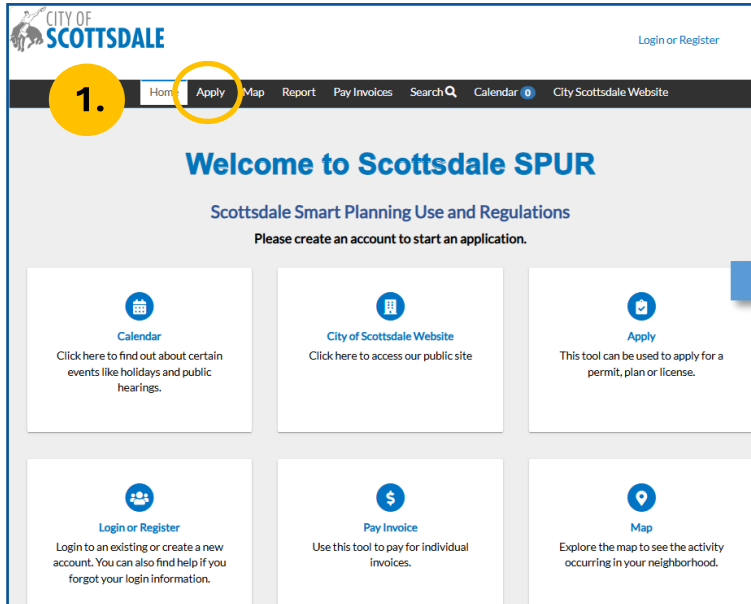 CITY OF
SCOTTSDALE
Login or Register
1.
Home Apply Map Report Pay Invoices Search Calendar 0 City Scottsdale Website
Welcome to Scottsdale SPUR
Scottsdale Smart Planning Use and Regulations
Please create an account to start an application.
Calendar
Click here to find out about certain
events like holidays and public
hearings.
City of Scottsdale Website
Click here to access our public site
Apply
This tool can be used to apply for a
permit, plan or license.
Login or Register
Login to an existing or create a new
account. You can also find help if you
forgot your login information.
Pay Invoice
Use this tool to pay for individual
invoices.
Map
Explore the map to see the activity
occurring in your neighborhood.